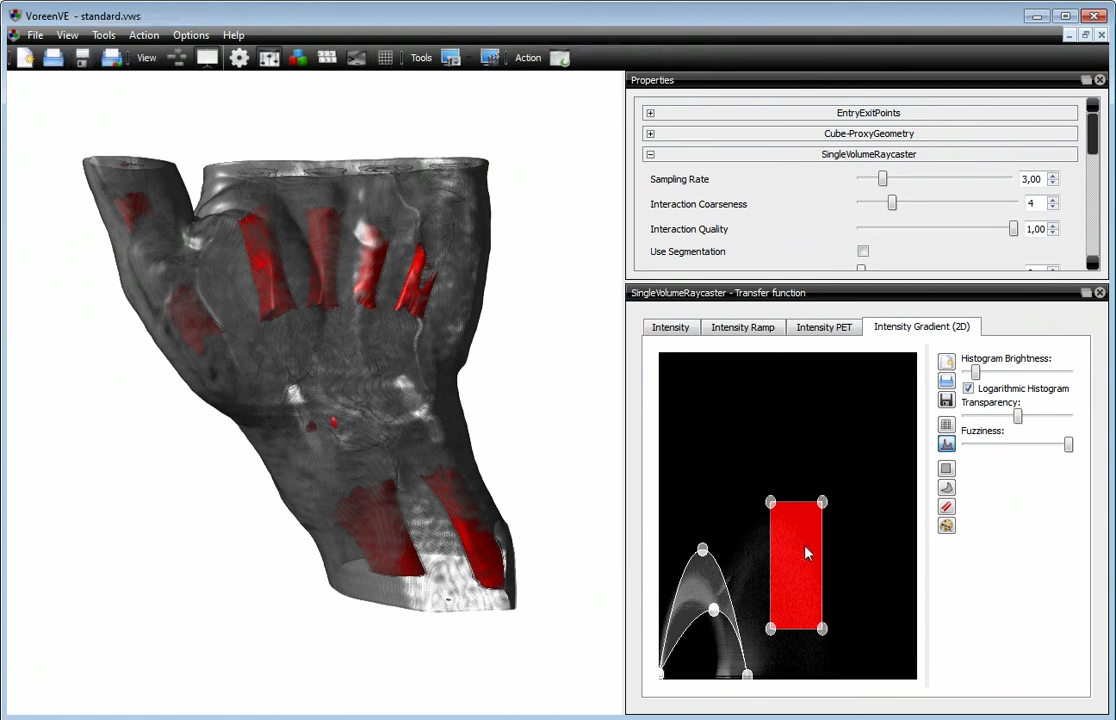 VoreenVE - standard.vws
File View Tools Action Options Help
View Tools Action
Properties
EntryExitPoints
Cube-ProxyGeometry
SingleVolumeRaycaster
Sampling Rate 3,00
Interaction Coarseness 4
Interaction Quality 1,00
Use Segmentation
SingleVolumeRaycaster - Transfer function
Intensity Intensity Ramp Intensity PET Intensity Gradient (2D)
Histogram Brightness:
Logarithmic Histogram
Transparency:
Fuzziness: